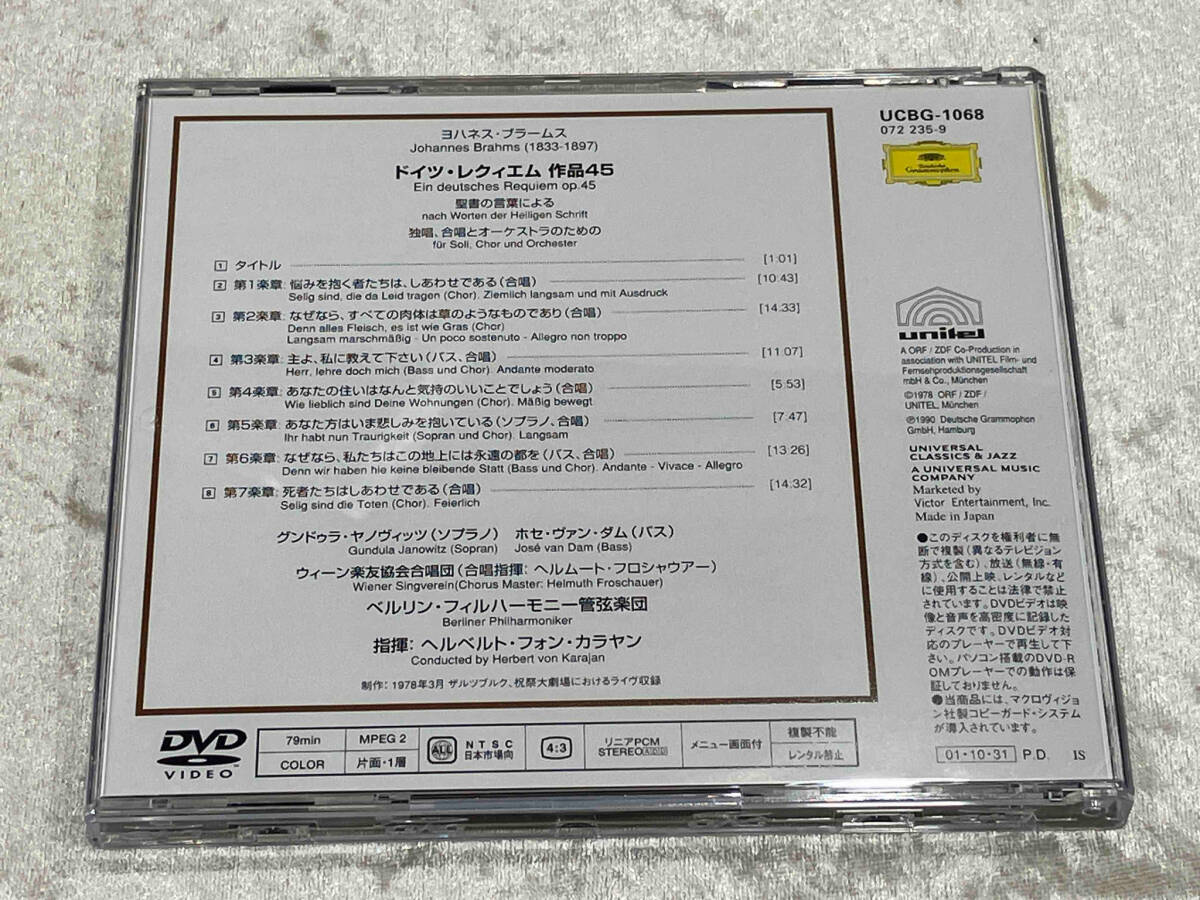 ヨハネス・ブラームス
Johannes Brahms (1833-1897)
ドイツ・レクィエム 作品45
Ein deutsches Requiem op.45
聖書の言葉による
nach Worten der Heiligen Schrift
独唱、合唱とオーケストラのための
für Soli, Chor und Orchester
1 タイトル [1:01]
2 第1楽章: 悩みを抱く者たちは、しあわせである(合唱) [10:43]
Selig sind, die da Leid tragen (Chor). Ziemlich langsam und mit Ausdruck
3 第2楽章: なぜなら、すべての肉体は草のようなものであり(合唱) [14:33]
Denn alles Fleisch, es ist wie Gras (Chor)
Langsam marschmäßig - Un poco sostenuto - Allegro non troppo
4 第3楽章: 主よ、私に教えて下さい(バス、合唱) [11:07]
Herr, lehre doch mich (Bass und Chor). Andante moderato
5 第4楽章: あなたの住いはなんと気持のいいことでしょう(合唱) [5:53]
Wie lieblich sind Deine Wohnungen (Chor). Mäßig bewegt
6 第5楽章: あなた方はいま悲しみを抱いている(ソプラノ、合唱) [7:47]
Ihr habt nun Traurigkeit (Sopran und Chor). Langsam
7 第6楽章: なぜなら、私たちはこの地上には永遠の都を(バス、合唱) [13:26]
Denn wir haben hie keine bleibende Statt (Bass und Chor). Andante - Vivace - Allegro
8 第7楽章: 死者たちはしあわせである(合唱) [14:32]
Selig sind die Toten (Chor). Feierlich
グンドゥラ・ヤノヴィッツ(ソプラノ) ホセ・ヴァン・ダム(バス)
Gundula Janowitz (Sopran) José van Dam (Bass)
ウィーン楽友協会合唱団(合唱指揮: ヘルムート・フロシャウアー)
Wiener Singverein(Chorus Master: Helmuth Froschauer)
ベルリン・フィルハーモニー管弦楽団
Berliner Philharmoniker
指揮: ヘルベルト・フォン・カラヤン
Conducted by Herbert von Karajan
制作: 1978年3月 ザルツブルク、祝祭大劇場におけるライヴ収録
DVD
VIDEO
79min
COLOR
MPEG 2
片面・1層
ALL
NTSC
日本市場向
4:3
リニアPCM
STEREO ADD
メニュー画面付
複製不能
レンタル禁止
UCBG-1068
072 235-9
Deutsche
Grammophon
unitel
A ORF / ZDF Co-Production in
association with UNITEL Film- und
Fernsehproduktionsgesellschaft
mbH & Co., München
©1978 ORF / ZDF /
UNITEL, München
℗1990 Deutsche Grammophon
GmbH, Hamburg
UNIVERSAL
CLASSICS & JAZZ
A UNIVERSAL MUSIC
COMPANY
Marketed by
Victor Entertainment, Inc.
Made in Japan
●このディスクを権利者に無
断で複製(異なるテレビジョン
方式を含む)、放送(無線・有
線)、公開上映、レンタルなど
に使用することは法律で禁止
されています。DVDビデオは映
像と音声を高密度に記録した
ディスクです。DVDビデオ対
応のプレーヤーで再生して下
さい。パソコン搭載のDVD-R
OMプレーヤーでの動作は保
証しておりません。
●当商品には、マクロヴィジョ
ン社製コピーガード・システム
が導入されています。
01・10・31 P.D. IS